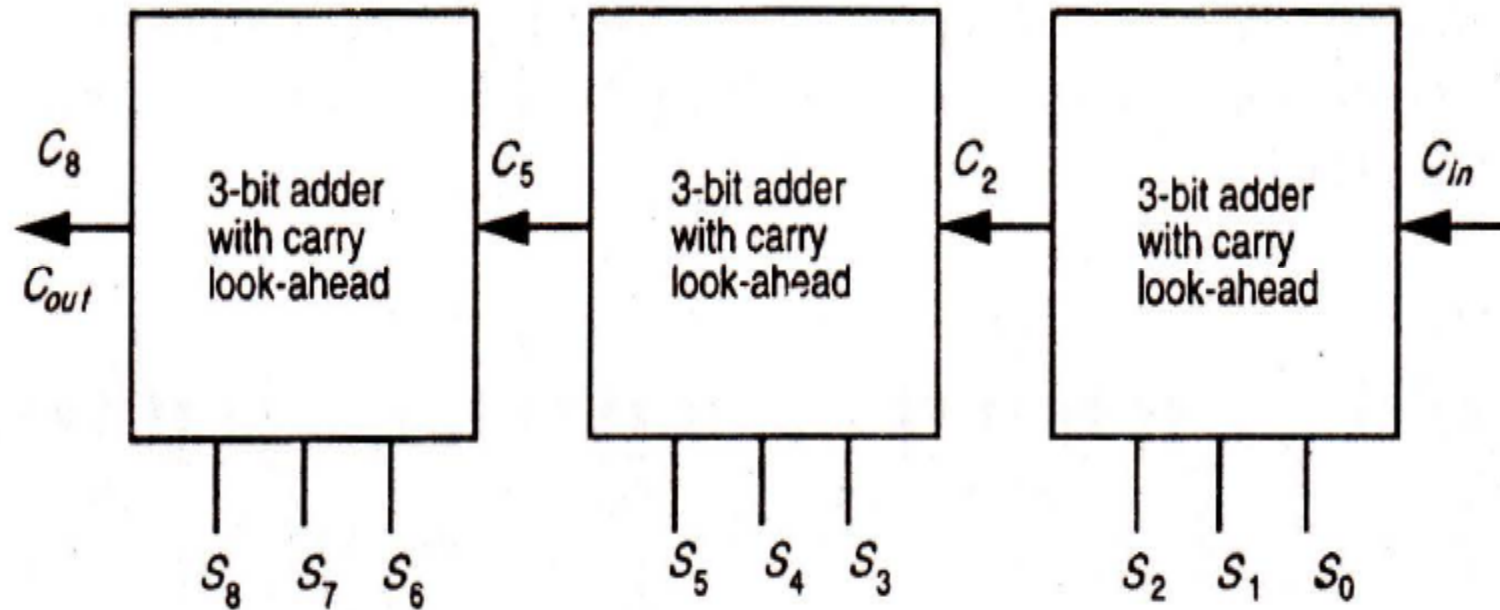 C8
Cout
3-bit adder
with carry
look-ahead
C5
3-bit adder
with carry
look-ahead
C2
3-bit adder
with carry
look-ahead
Cin
S8 S7 S6
S5 S4 S3
S2 S1 S0